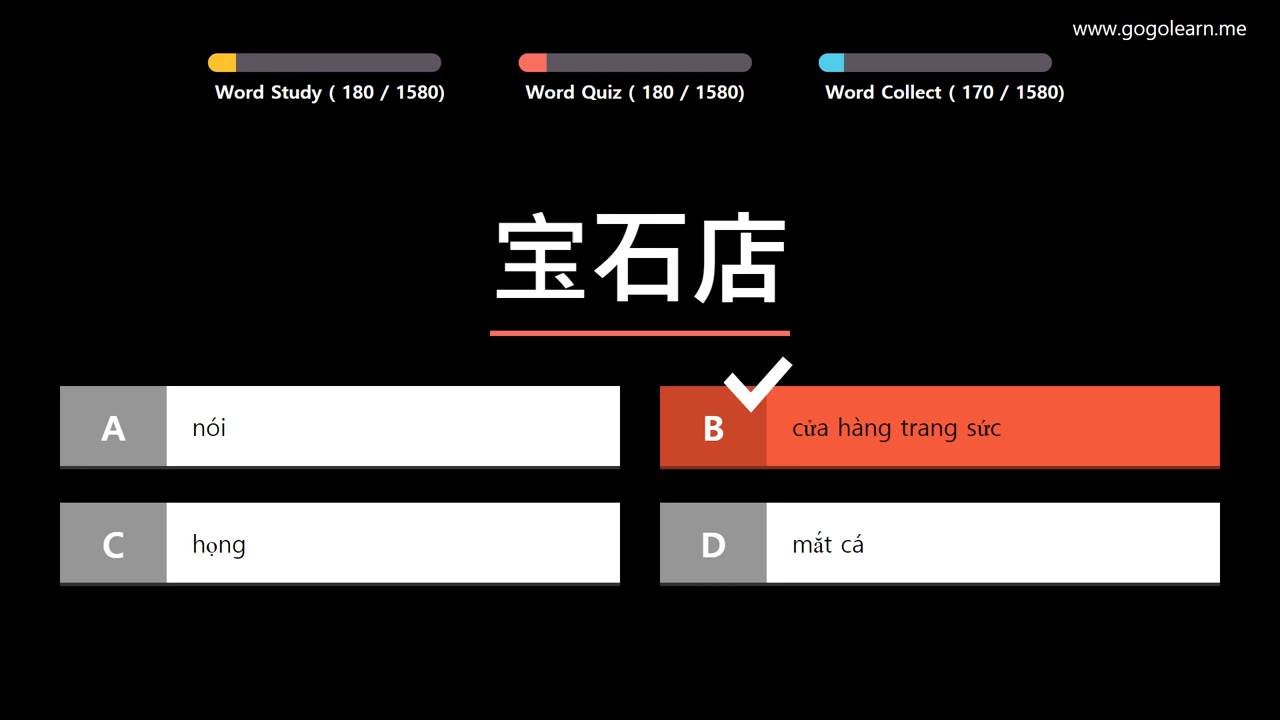 www.gogolearn.me
Word Study ( 180 / 1580)
Word Quiz ( 180 / 1580)
Word Collect ( 170 / 1580)
宝石店
A
nói
B
cửa hàng trang sức
C
họng
D
mắt cá